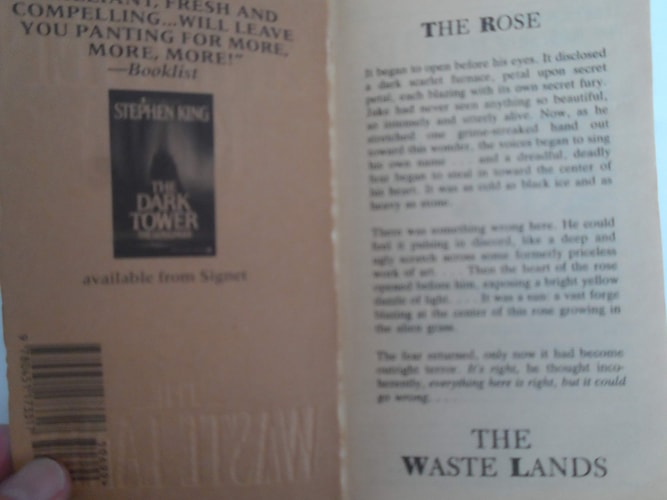 BRILLIANT, FRESH AND
COMPELLING...WILL LEAVE
YOU PANTING FOR MORE,
MORE, MORE!"
—Booklist
STEPHEN KING
THE
DARK
TOWER
available from Signet
THE
WASTE LA
THE ROSE
It began to open before his eyes. It disclosed
a dark scarlet furnace, petal upon secret
petal, each blazing with its own secret fury.
Jake had never seen anything so beautiful,
so intensely and utterly alive. Now, as he
stretched one grime-streaked hand out
toward this wonder, the voices began to sing
his own name . . . . and a dreadful, deadly
fear began to steal in toward the center of
his heart. It was as cold as black ice and as
heavy as stone.
There was something wrong here. He could
feel it pulsing in discord, like a deep and
ugly scratch across some formerly priceless
work of art. . . . Then the heart of the rose
opened before him, exposing a bright yellow
dazzle of light. . . . It was a sun: a vast forge
blazing at the center of this rose growing in
the alien grass.
The fear returned, only now it had become
outright terror. It's right, he thought inco-
herently, everything here is right, but it could
go wrong. . . .
THE
WASTE LANDS